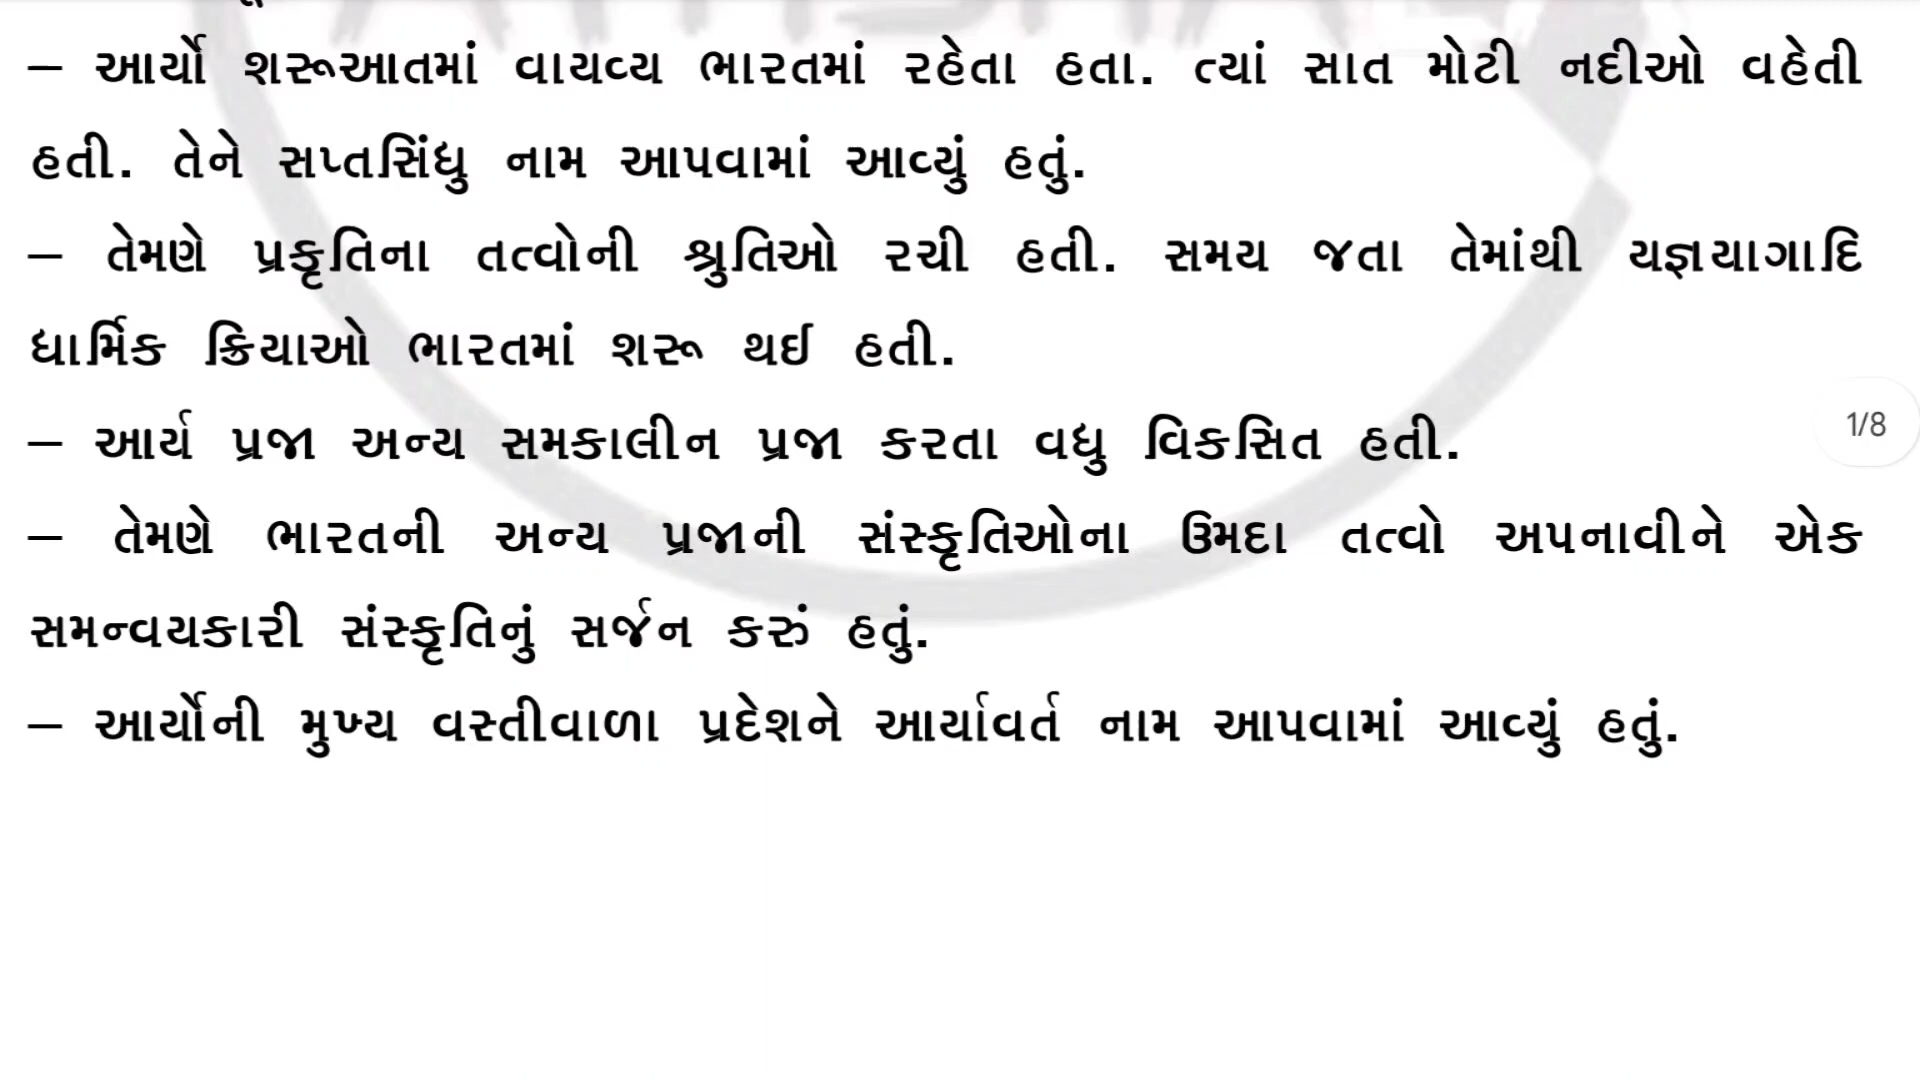 – આર્યો શરૂઆતમાં વાયવ્ય ભારતમાં રહેતા હતા. ત્યાં સાત મોટી નદીઓ વહેતી
હતી. તેને સપ્તસિંધુ નામ આપવામાં આવ્યું હતું.
– તેમણે પ્રકૃતિના તત્વોની શ્રુતિઓ રચી હતી. સમય જતા તેમાંથી યજ્ઞયાગાદિ
ધાર્મિક ક્રિયાઓ ભારતમાં શરૂ થઈ હતી.
– આર્ય પ્રજા અન્ય સમકાલીન પ્રજા કરતા વધુ વિકસિત હતી.
1/8
– તેમણે ભારતની અન્ય પ્રજાની સંસ્કૃતિઓના ઉમદા તત્વો અપનાવીને એક
સમન્વયકારી સંસ્કૃતિનું સર્જન કરું હતું.
– આર્યોની મુખ્ય વસ્તીવાળા પ્રદેશને આર્યાવર્ત નામ આપવામાં આવ્યું હતું.